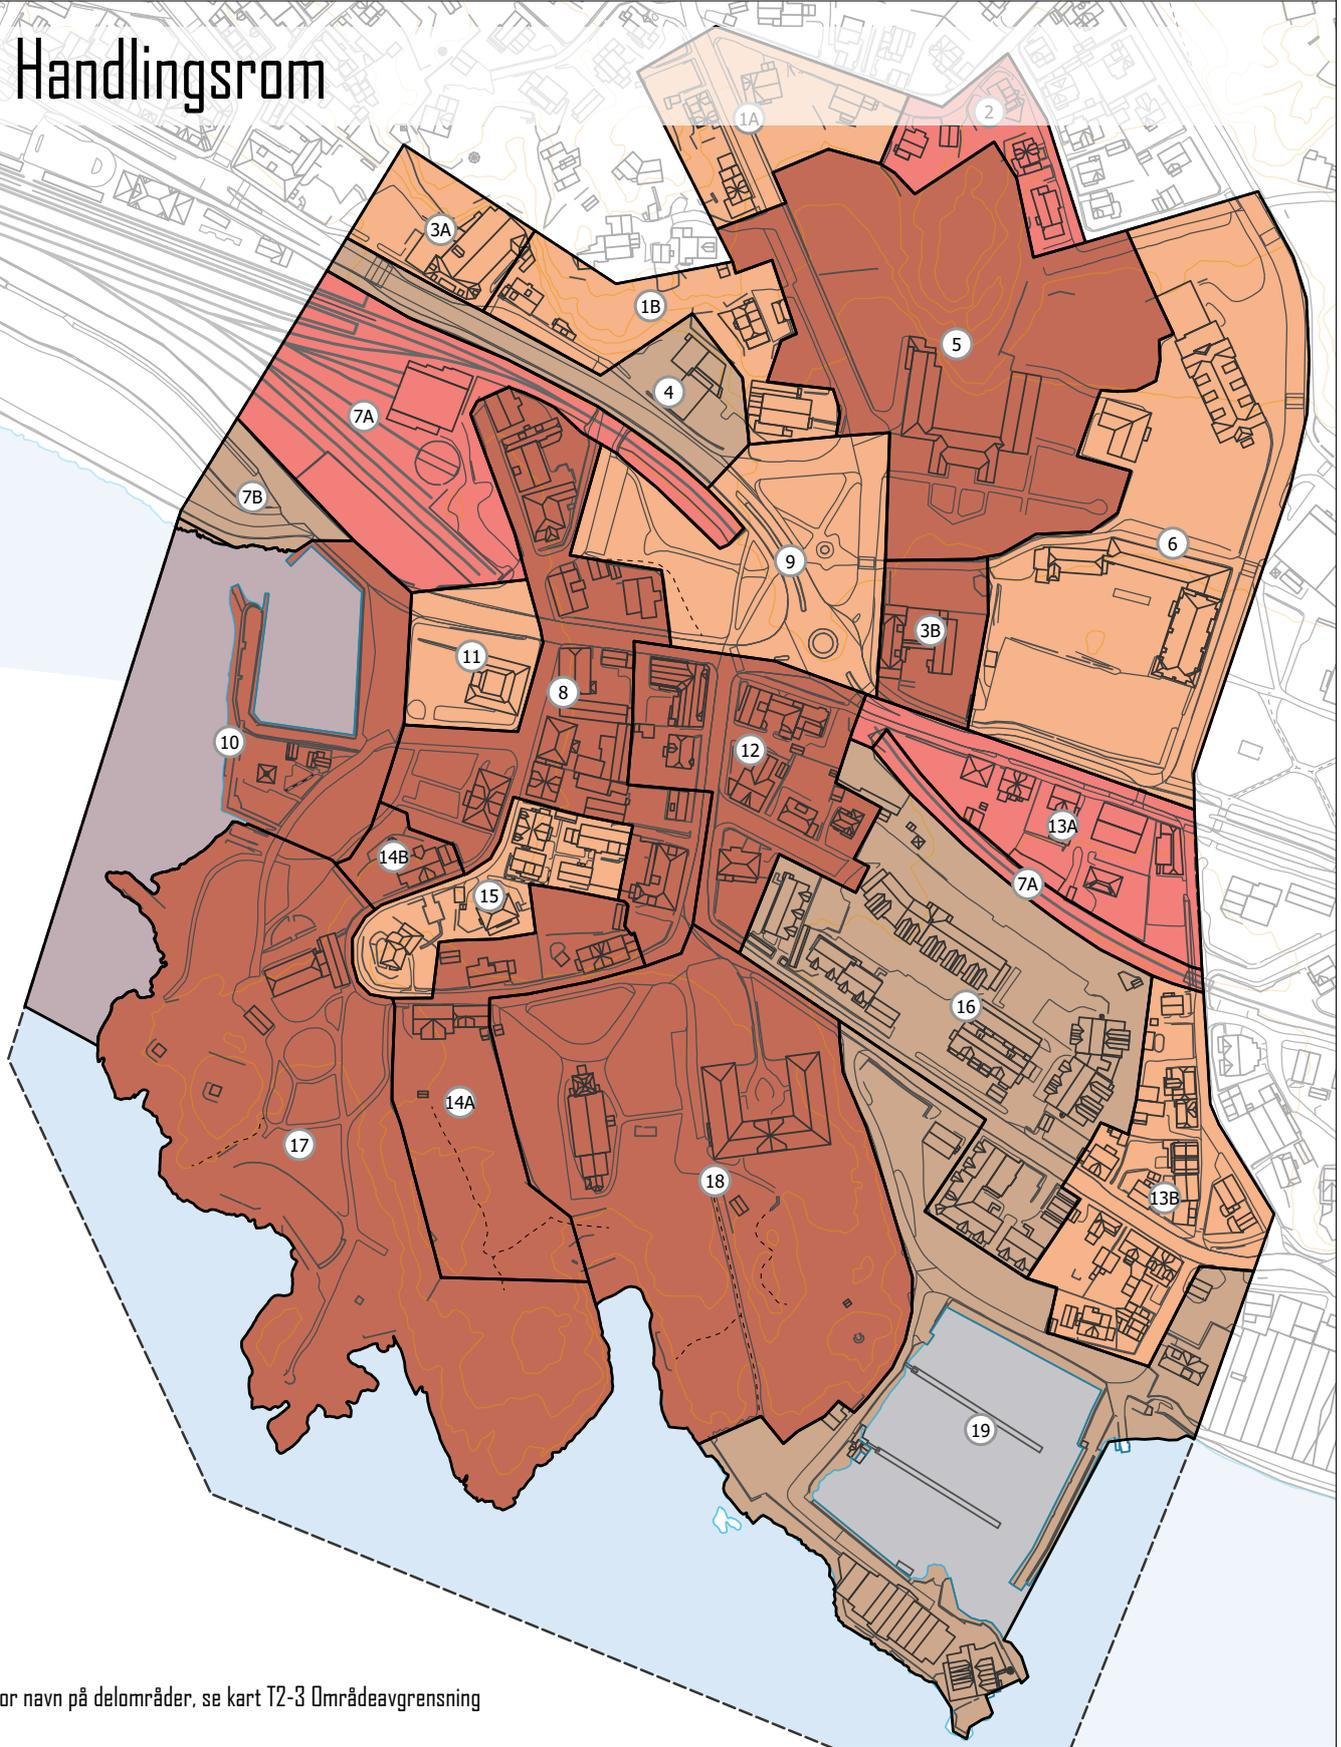 Handlingsrom
1A
2
3A
1B
5
4
7A
7B
6
9
3B
11
8
10
12
13A
14B
7A
15
16
14A
17
18
13B
19
or navn på delområder, se kart T2-3 Områdeavgrensning